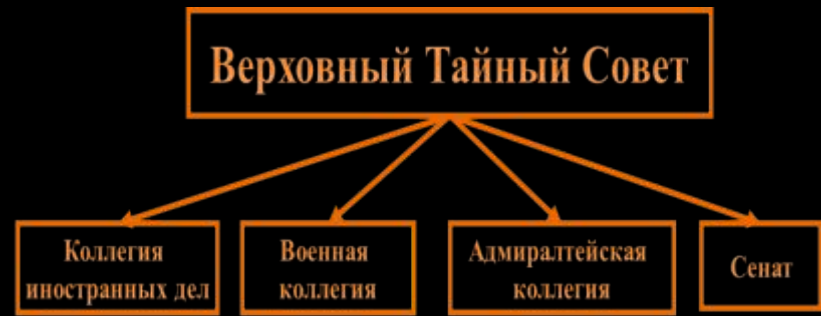 Верховный Тайный Совет
Коллегия
иностранных дел
Военная
коллегия
Адмиралтейская
коллегия
Сенат